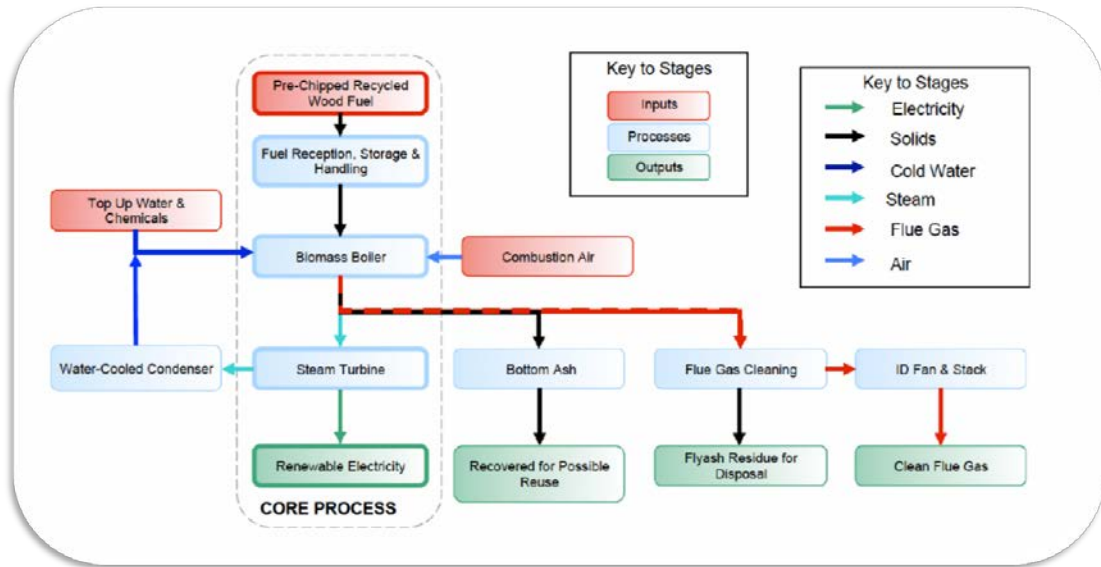 Pre-Chipped Recycled
Wood Fuel
Key to Stages
Inputs
Processes
Outputs
Key to Stages
Electricity
Solids
Cold Water
Steam
Flue Gas
Air
Fuel Reception, Storage &
Handling
Top Up Water &
Chemicals
Biomass Boiler
Combustion Air
Water-Cooled Condenser
Steam Turbine
Bottom Ash
Flue Gas Cleaning
ID Fan & Stack
Renewable Electricity
Recovered for Possible
Reuse
Flyash Residue for
Disposal
Clean Flue Gas
CORE PROCESS